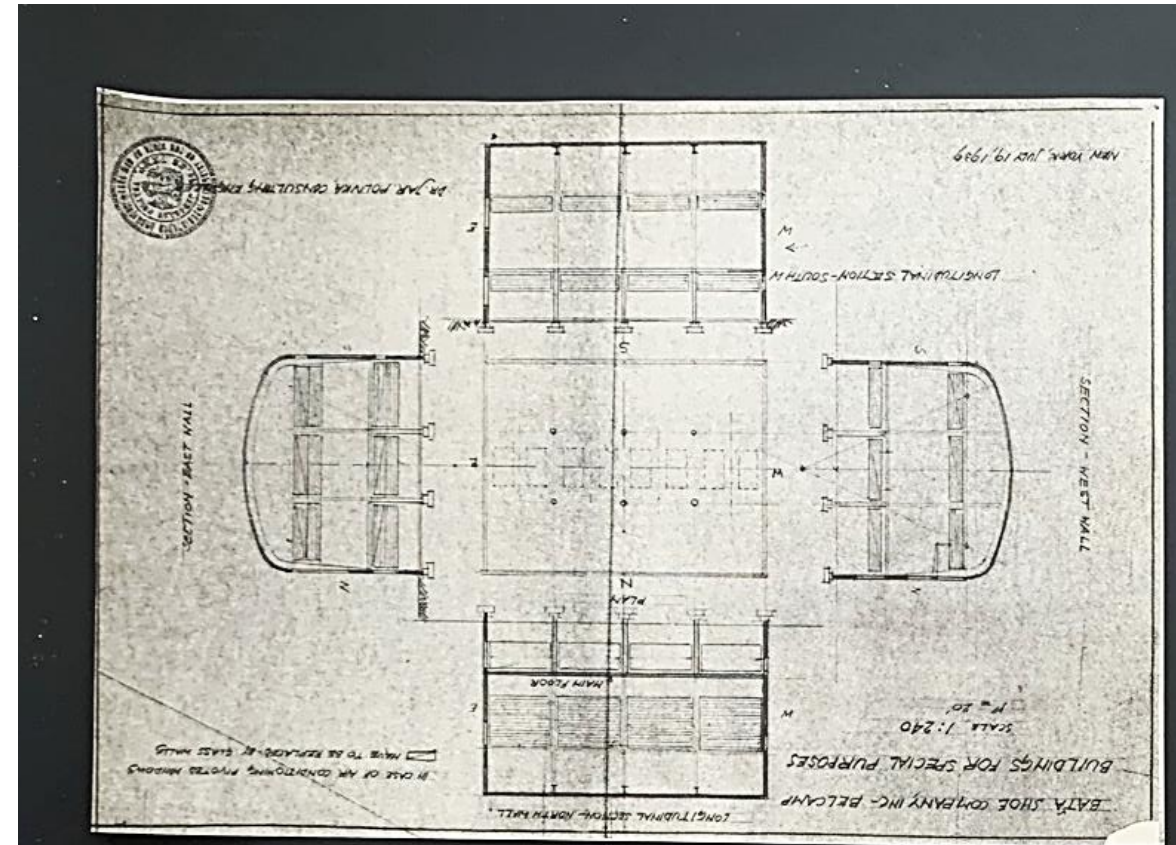 BATA SHOE COMPANY INC - BELCAMP
BUILDINGS FOR SPECIAL PURPOSES
SCALE 1:240
1" = 20'
LONGITUDINAL SECTION - NORTH WALL
IN CASE OF AIR CONDITIONING PIVOTED WINDOWS
HAVE TO BE REPLACED BY GLASS WALLS
W
E
MAIN FLOOR
PLAN
N
N
N
SECTION - WEST WALL
SECTION - EAST WALL
W
E
S
S
S
LONGITUDINAL SECTION - SOUTH W
W
E
DR JAR POLIVKA CONSULTING
NEW YORK, JULY 19, 1939